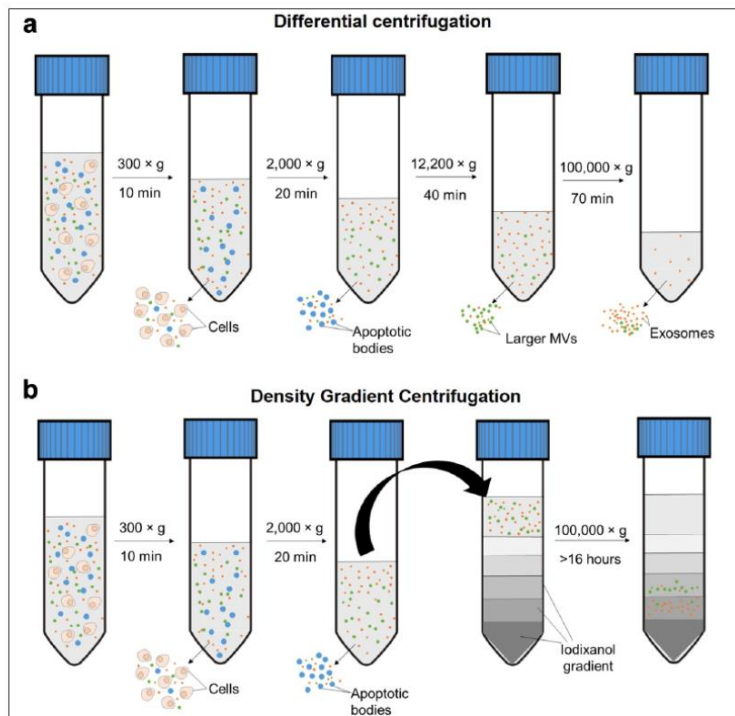 a
Differential centrifugation
300 × g
10 min
2,000 × g
20 min
12,200 × g
40 min
100,000 × g
70 min
Cells
Apoptotic
bodies
Larger MVs
Exosomes
b
Density Gradient Centrifugation
300 × g
10 min
2,000 × g
20 min
100,000 × g
>16 hours
Iodixanol
gradient
Cells
Apoptotic
bodies